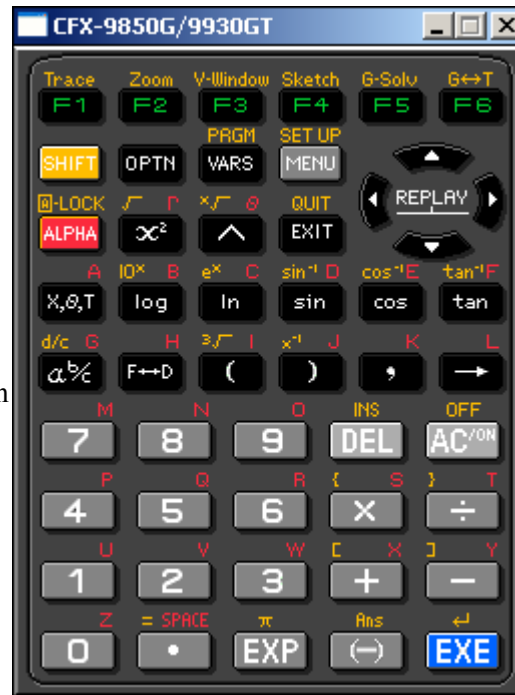 CFX-9850G/9930GT
Trace Zoom V-Window Sketch G-Solv G↔T
F1 F2 F3 F4 F5 F6
PRGM SET UP
SHIFT OPTN VARS MENU
REPLAY
A-LOCK √ r ˣ√ θ QUIT
ALPHA x² ^ EXIT
A 10ˣ B eˣ C sin⁻¹ D cos⁻¹ E tan⁻¹ F
X,θ,T log ln sin cos tan
d/c G H ³√ I x⁻¹ J K L
a b/c F↔D ( ) , →
M N O INS OFF
7 8 9 DEL AC/ON
P Q R { S } T
4 5 6 × ÷
U V W [ X ] Y
1 2 3 + −
Z = SPACE π Ans ↵
0 • EXP (−) EXE